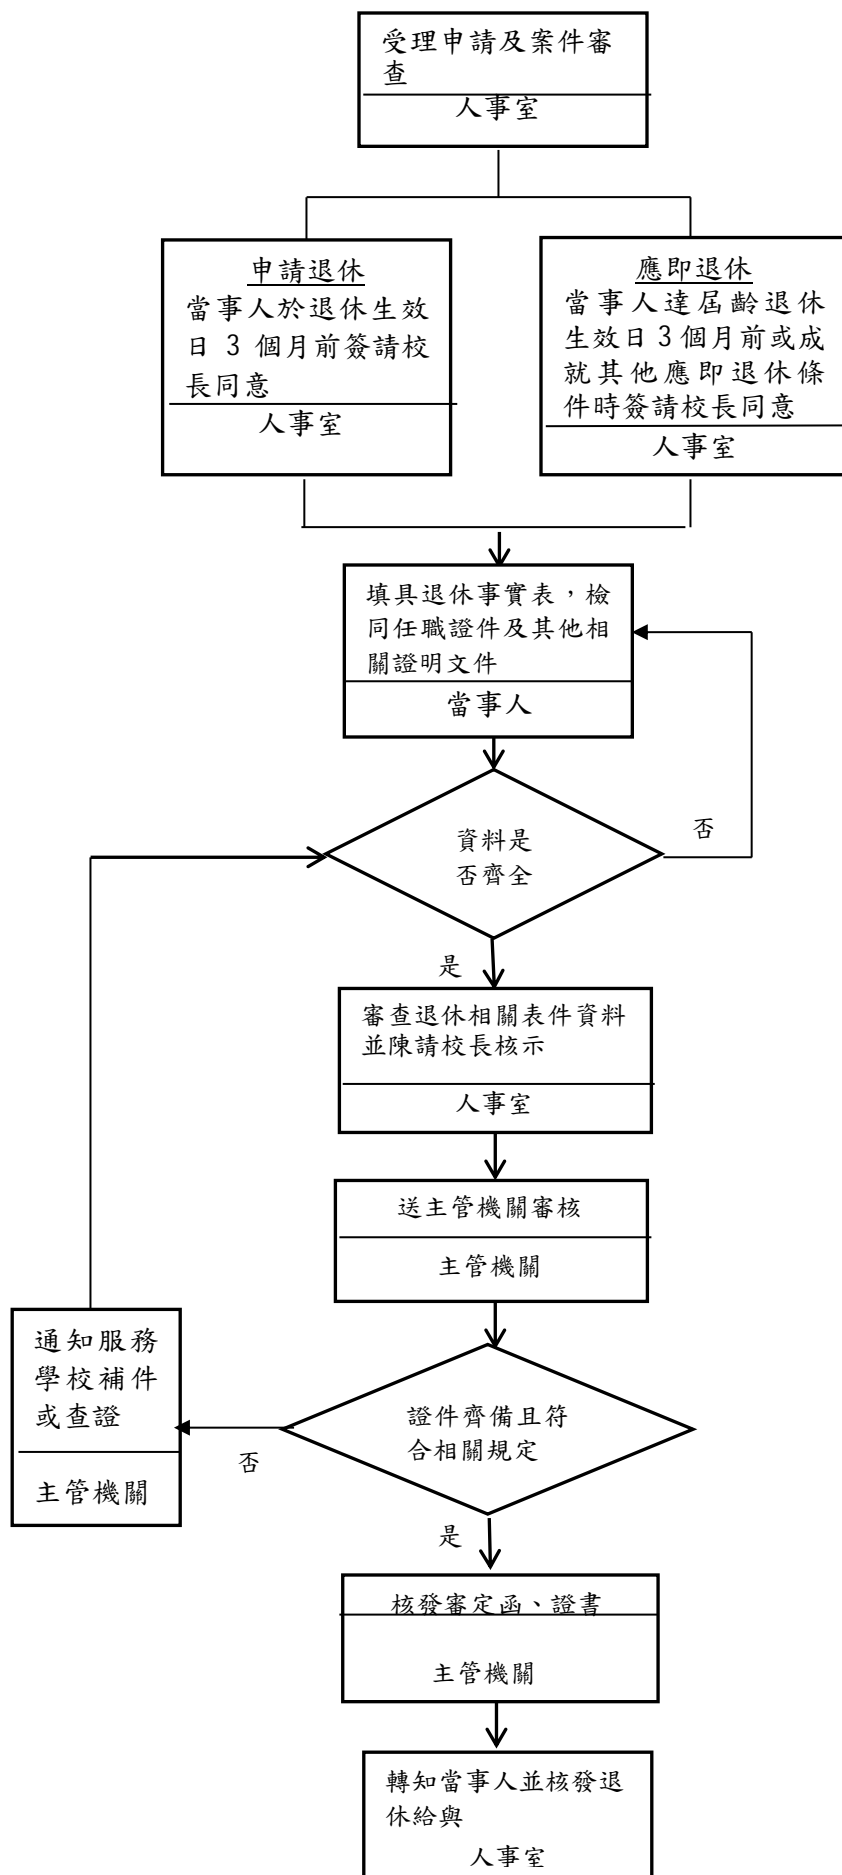 受理申請及案件審
查
人事室
申請退休
當事人於退休生效
日 3 個月前簽請校
長同意
人事室
應即退休
當事人達屆齡退休
生效日 3 個月前或成
就其他應即退休條
件時簽請校長同意
人事室
填具退休事實表，檢
同任職證件及其他相
關證明文件
當事人
資料是
否齊全
否
是
審查退休相關表件資料
並陳請校長核示
人事室
送主管機關審核
主管機關
通知服務
學校補件
或查證
主管機關
否
證件齊備且符
合相關規定
是
核發審定函、證書
主管機關
轉知當事人並核發退
休給與
人事室